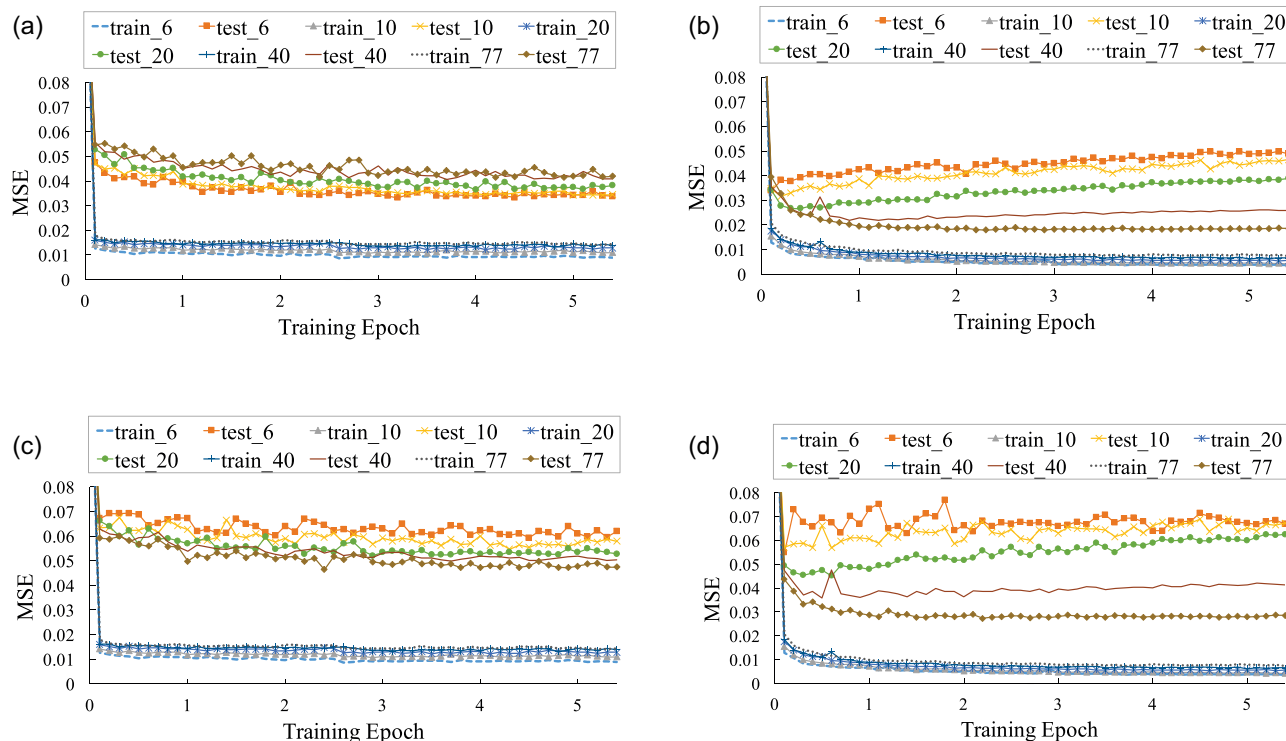 (a)
train_6 test_6 train_10 test_10 train_20
test_20 train_40 test_40 train_77 test_77
0.08
0.07
0.06
0.05
0.04
0.03
0.02
0.01
0
MSE
0 1 2 3 4 5
Training Epoch
(b)
train_6 test_6 train_10 test_10 train_20
test_20 train_40 test_40 train_77 test_77
0.08
0.07
0.06
0.05
0.04
0.03
0.02
0.01
0
MSE
0 1 2 3 4 5
Training Epoch
(c)
train_6 test_6 train_10 test_10 train_20
test_20 train_40 test_40 train_77 test_77
0.08
0.07
0.06
0.05
0.04
0.03
0.02
0.01
0
MSE
0 1 2 3 4 5
Training Epoch
(d)
train_6 test_6 train_10 test_10 train_20
test_20 train_40 test_40 train_77 test_77
0.08
0.07
0.06
0.05
0.04
0.03
0.02
0.01
0
MSE
0 1 2 3 4 5
Training Epoch